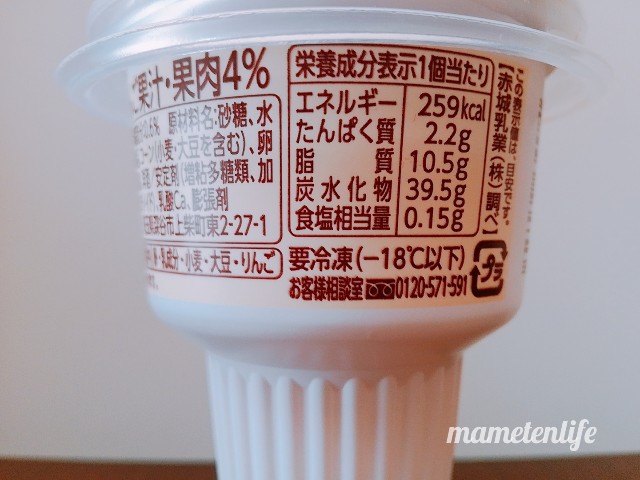 果汁・果肉4%
原材料名:砂糖、水
(小麦・大豆を含む)、卵
安定剤(増粘多糖類、加
乳酸Ca、膨張剤
市上柴町東2-27-1
乳成分・小麦・大豆・りんご
栄養成分表示1個当たり
エネルギー 259kcal
たんぱく質 2.2g
脂質 10.5g
炭水化物 39.5g
食塩相当量 0.15g
要冷凍(-18℃以下)
お客様相談室 0120-571-591
プラ
この表示値は、目安です。
[赤城乳業(株)調べ]
mametenlife